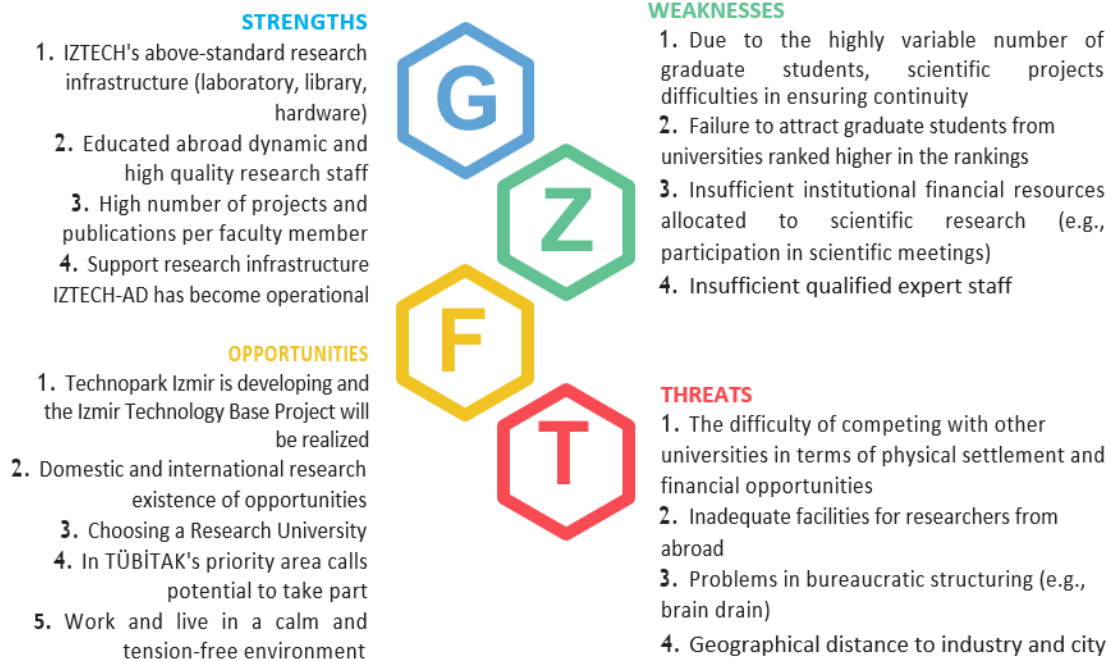 STRENGTHS
1. IZTECH's above-standard research
infrastructure (laboratory, library,
hardware)
2. Educated abroad dynamic and
high quality research staff
3. High number of projects and
publications per faculty member
4. Support research infrastructure
IZTECH-AD has become operational
OPPORTUNITIES
1. Technopark Izmir is developing and
the Izmir Technology Base Project will
be realized
2. Domestic and international research
existence of opportunities
3. Choosing a Research University
4. In TÜBİTAK's priority area calls
potential to take part
5. Work and live in a calm and
tension-free environment
G
Z
F
T
WEAKNESSES
1. Due to the highly variable number of
graduate students, scientific projects
difficulties in ensuring continuity
2. Failure to attract graduate students from
universities ranked higher in the rankings
3. Insufficient institutional financial resources
allocated to scientific research (e.g.,
participation in scientific meetings)
4. Insufficient qualified expert staff
THREATS
1. The difficulty of competing with other
universities in terms of physical settlement and
financial opportunities
2. Inadequate facilities for researchers from
abroad
3. Problems in bureaucratic structuring (e.g.,
brain drain)
4. Geographical distance to industry and city